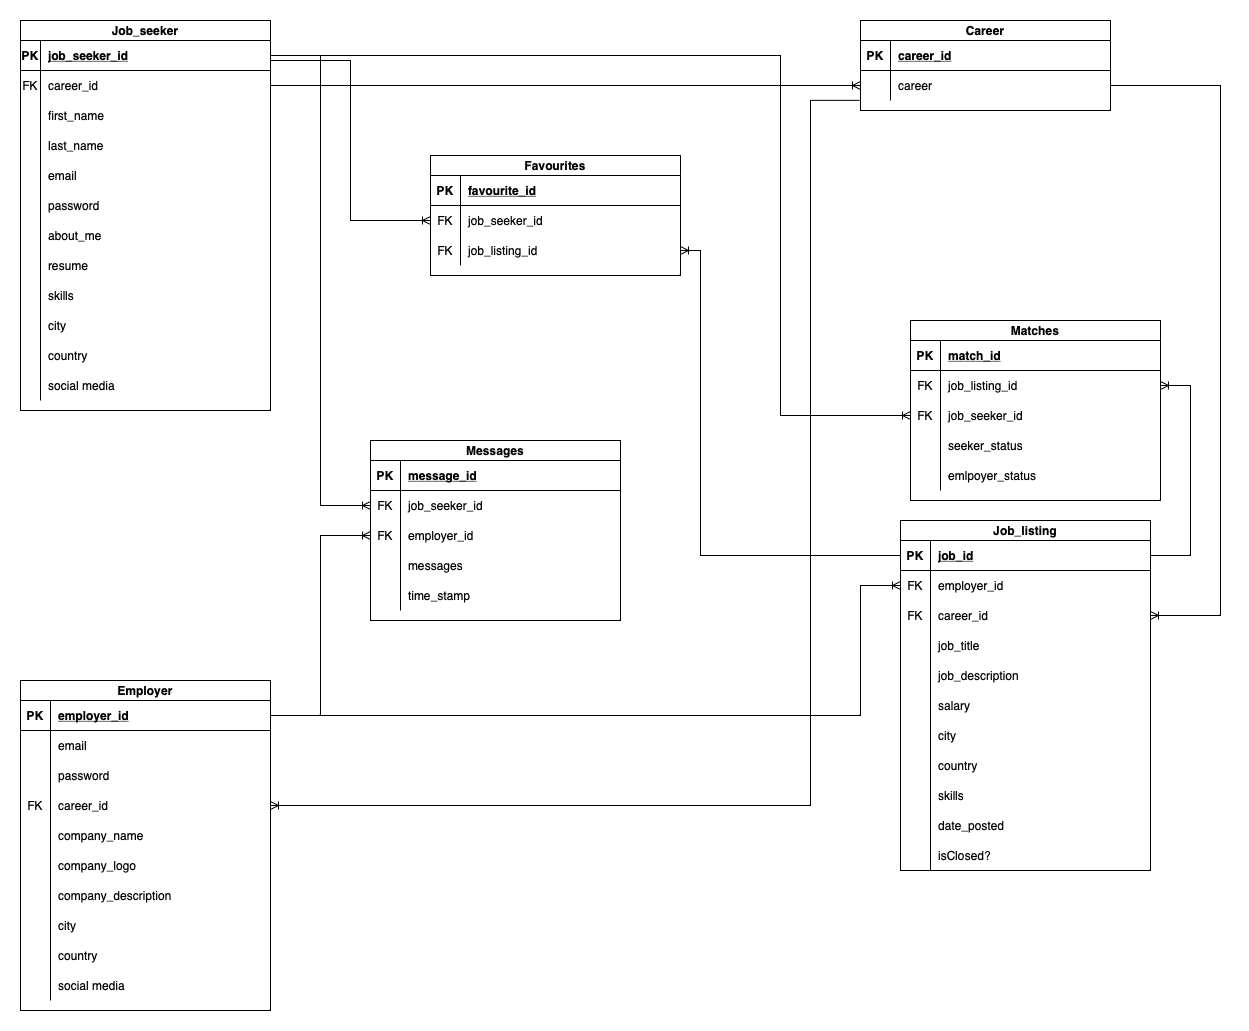 Job_seeker
PK job_seeker_id
FK career_id
first_name
last_name
email
password
about_me
resume
skills
city
country
social media
Career
PK career_id
career
Favourites
PK favourite_id
FK job_seeker_id
FK job_listing_id
Matches
PK match_id
FK job_listing_id
FK job_seeker_id
seeker_status
emlpoyer_status
Messages
PK message_id
FK job_seeker_id
FK employer_id
messages
time_stamp
Job_listing
PK job_id
FK employer_id
FK career_id
job_title
job_description
salary
city
country
skills
date_posted
isClosed?
Employer
PK employer_id
email
password
FK career_id
company_name
company_logo
company_description
city
country
social media